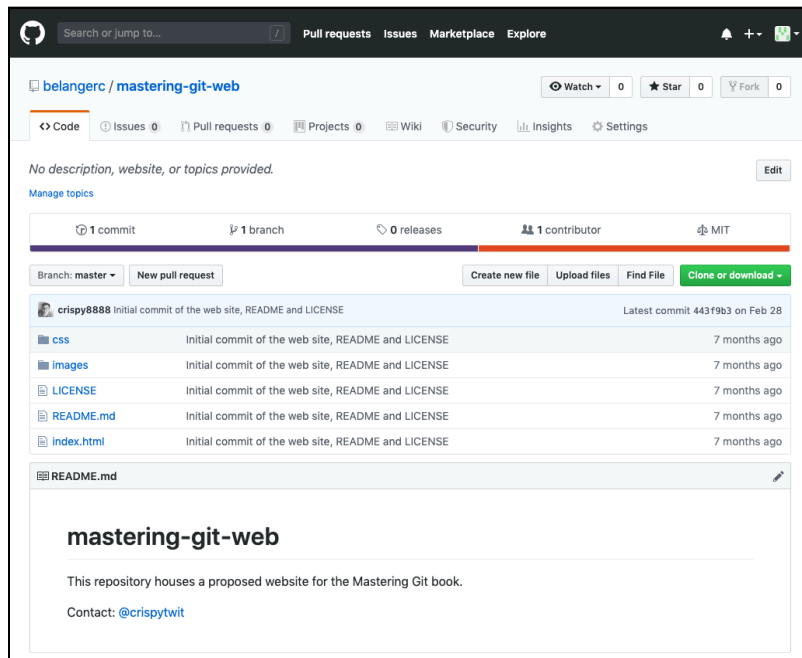 Search or jump to... / Pull requests Issues Marketplace Explore
belangerc / mastering-git-web Watch 0 Star 0 Fork 0
Code Issues 0 Pull requests 0 Projects 0 Wiki Security Insights Settings
No description, website, or topics provided. Edit
Manage topics
1 commit 1 branch 0 releases 1 contributor MIT
Branch: master New pull request Create new file Upload files Find File Clone or download
crispy8888 Initial commit of the web site, README and LICENSE Latest commit 443f9b3 on Feb 28
css Initial commit of the web site, README and LICENSE 7 months ago
images Initial commit of the web site, README and LICENSE 7 months ago
LICENSE Initial commit of the web site, README and LICENSE 7 months ago
README.md Initial commit of the web site, README and LICENSE 7 months ago
index.html Initial commit of the web site, README and LICENSE 7 months ago
README.md
mastering-git-web
This repository houses a proposed website for the Mastering Git book.
Contact: @crispytwit